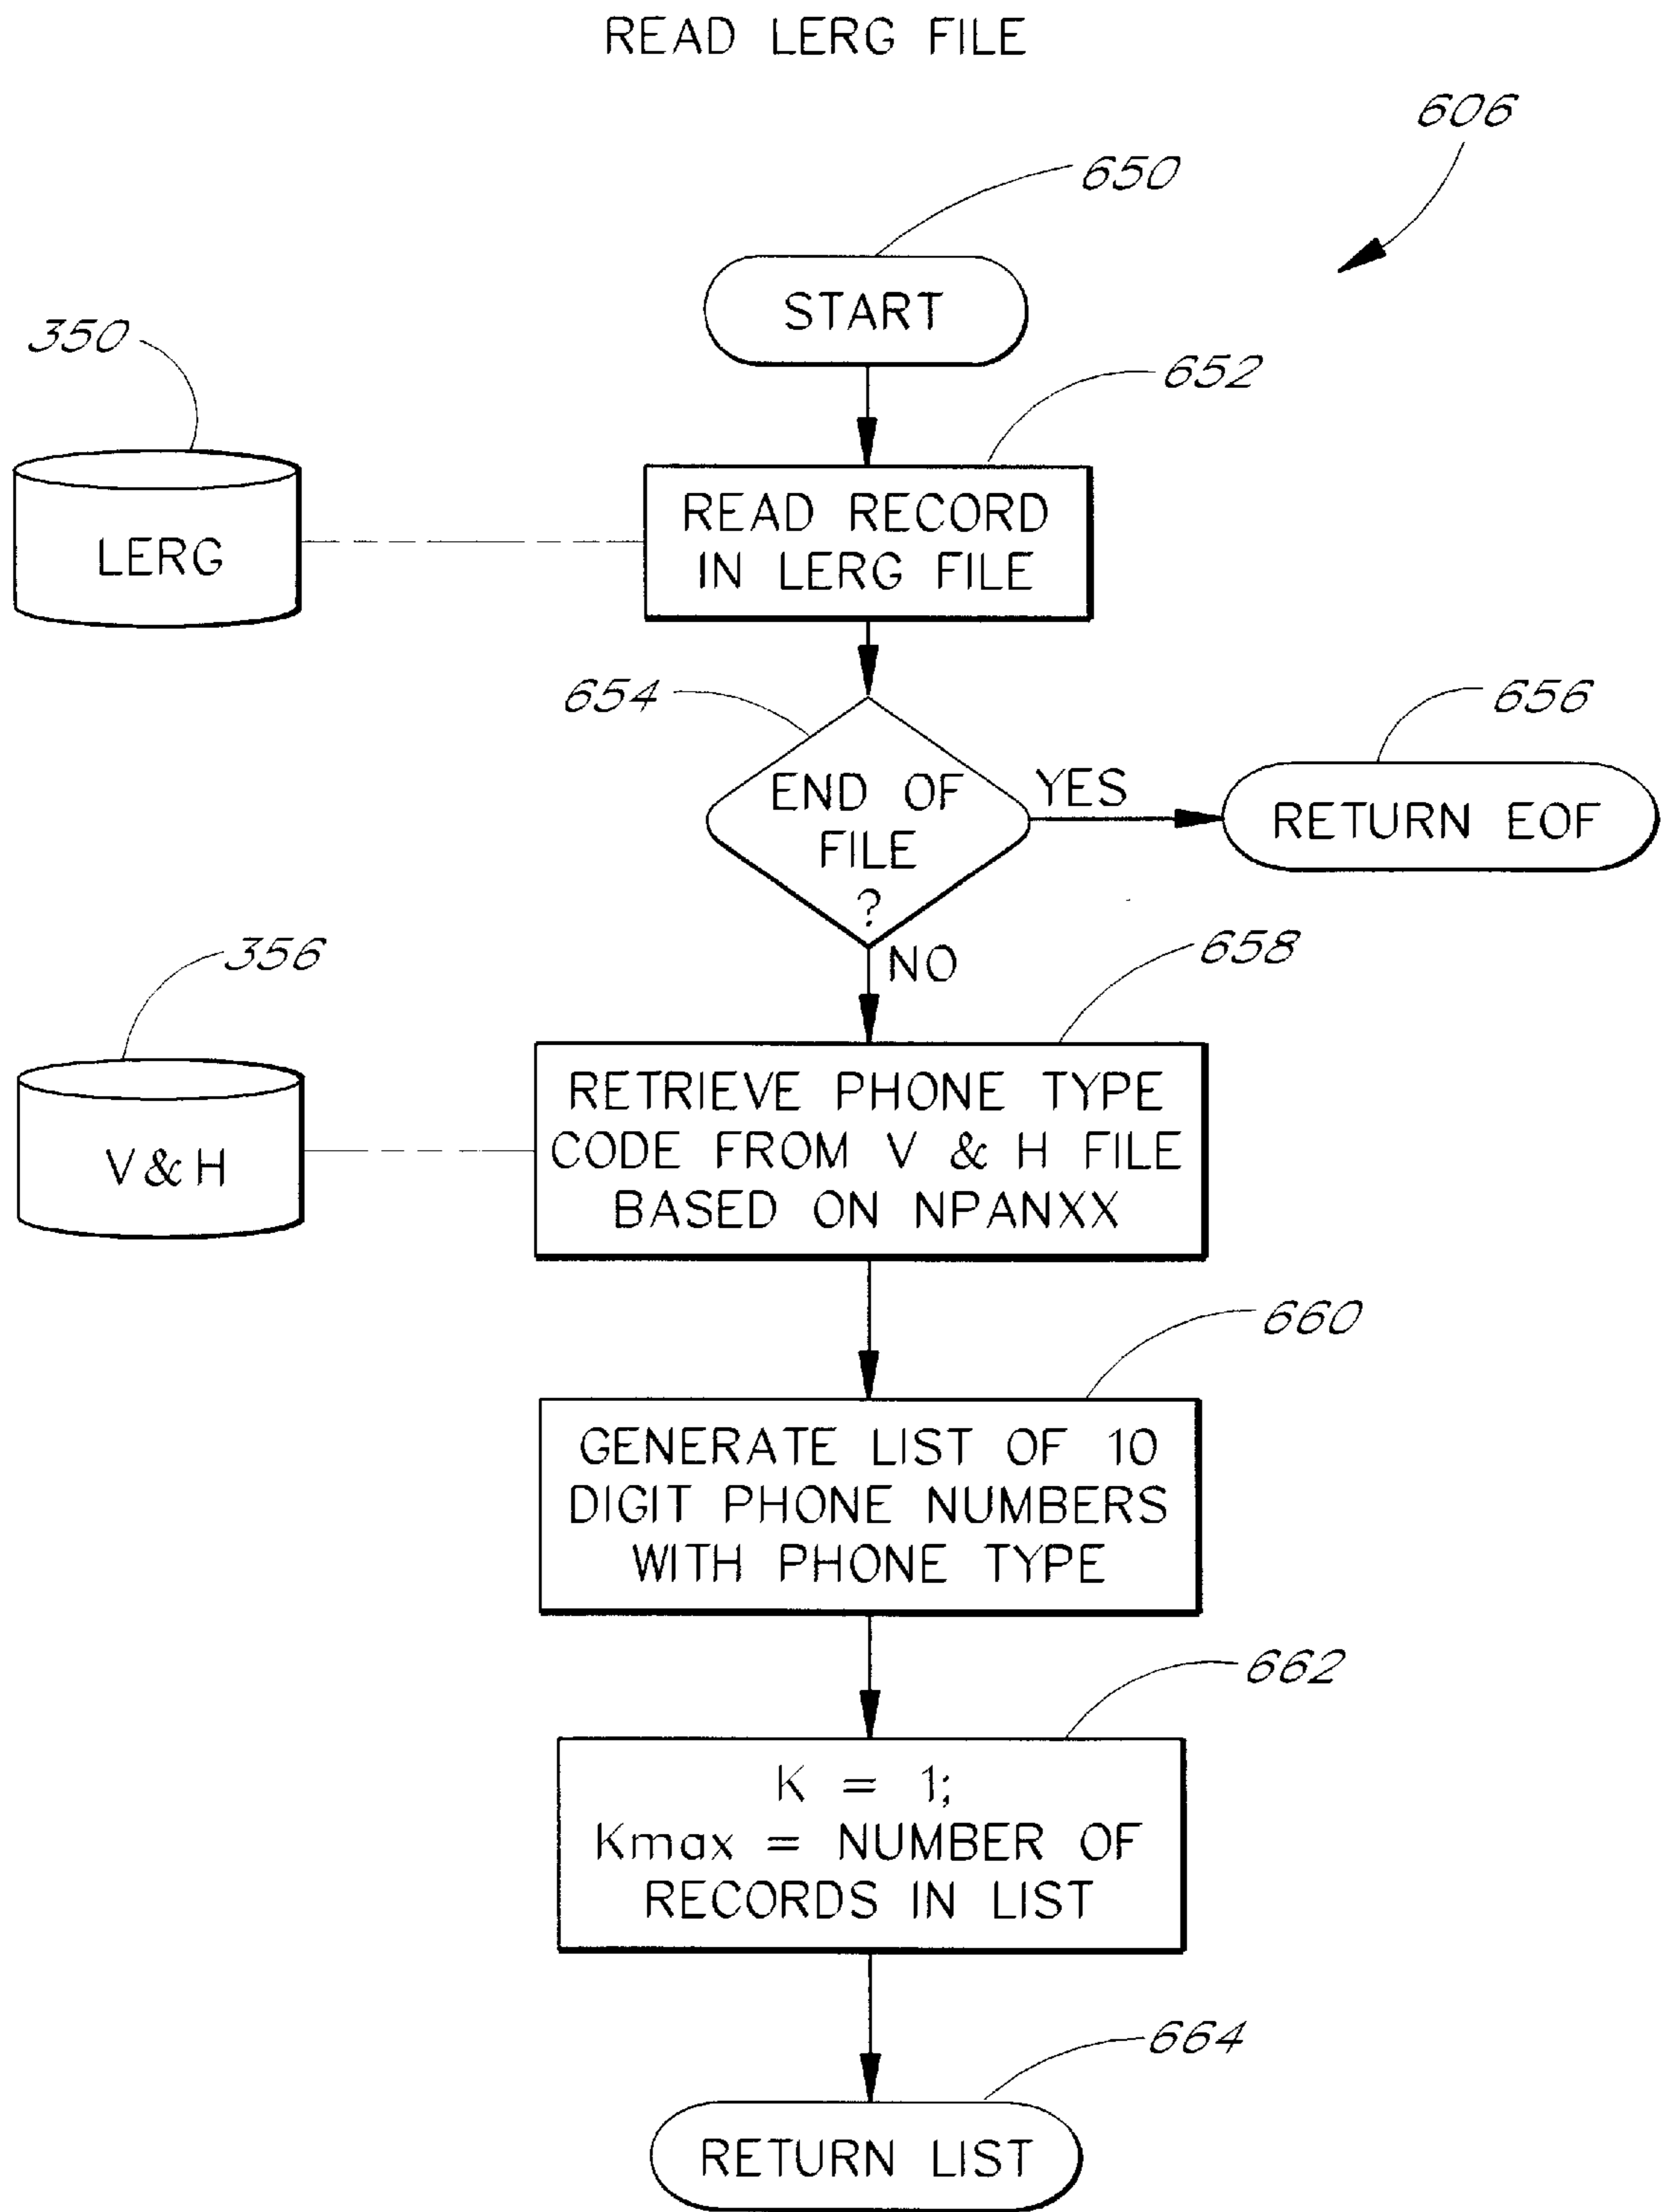 READ LERG FILE
606
650
START
350
652
LERG
READ RECORD
IN LERG FILE
654
656
END OF
FILE
?
YES
RETURN EOF
NO
356
658
V&H
RETRIEVE PHONE TYPE
CODE FROM V & H FILE
BASED ON NPANXX
660
GENERATE LIST OF 10
DIGIT PHONE NUMBERS
WITH PHONE TYPE
662
K = 1;
Kmax = NUMBER OF
RECORDS IN LIST
664
RETURN LIST